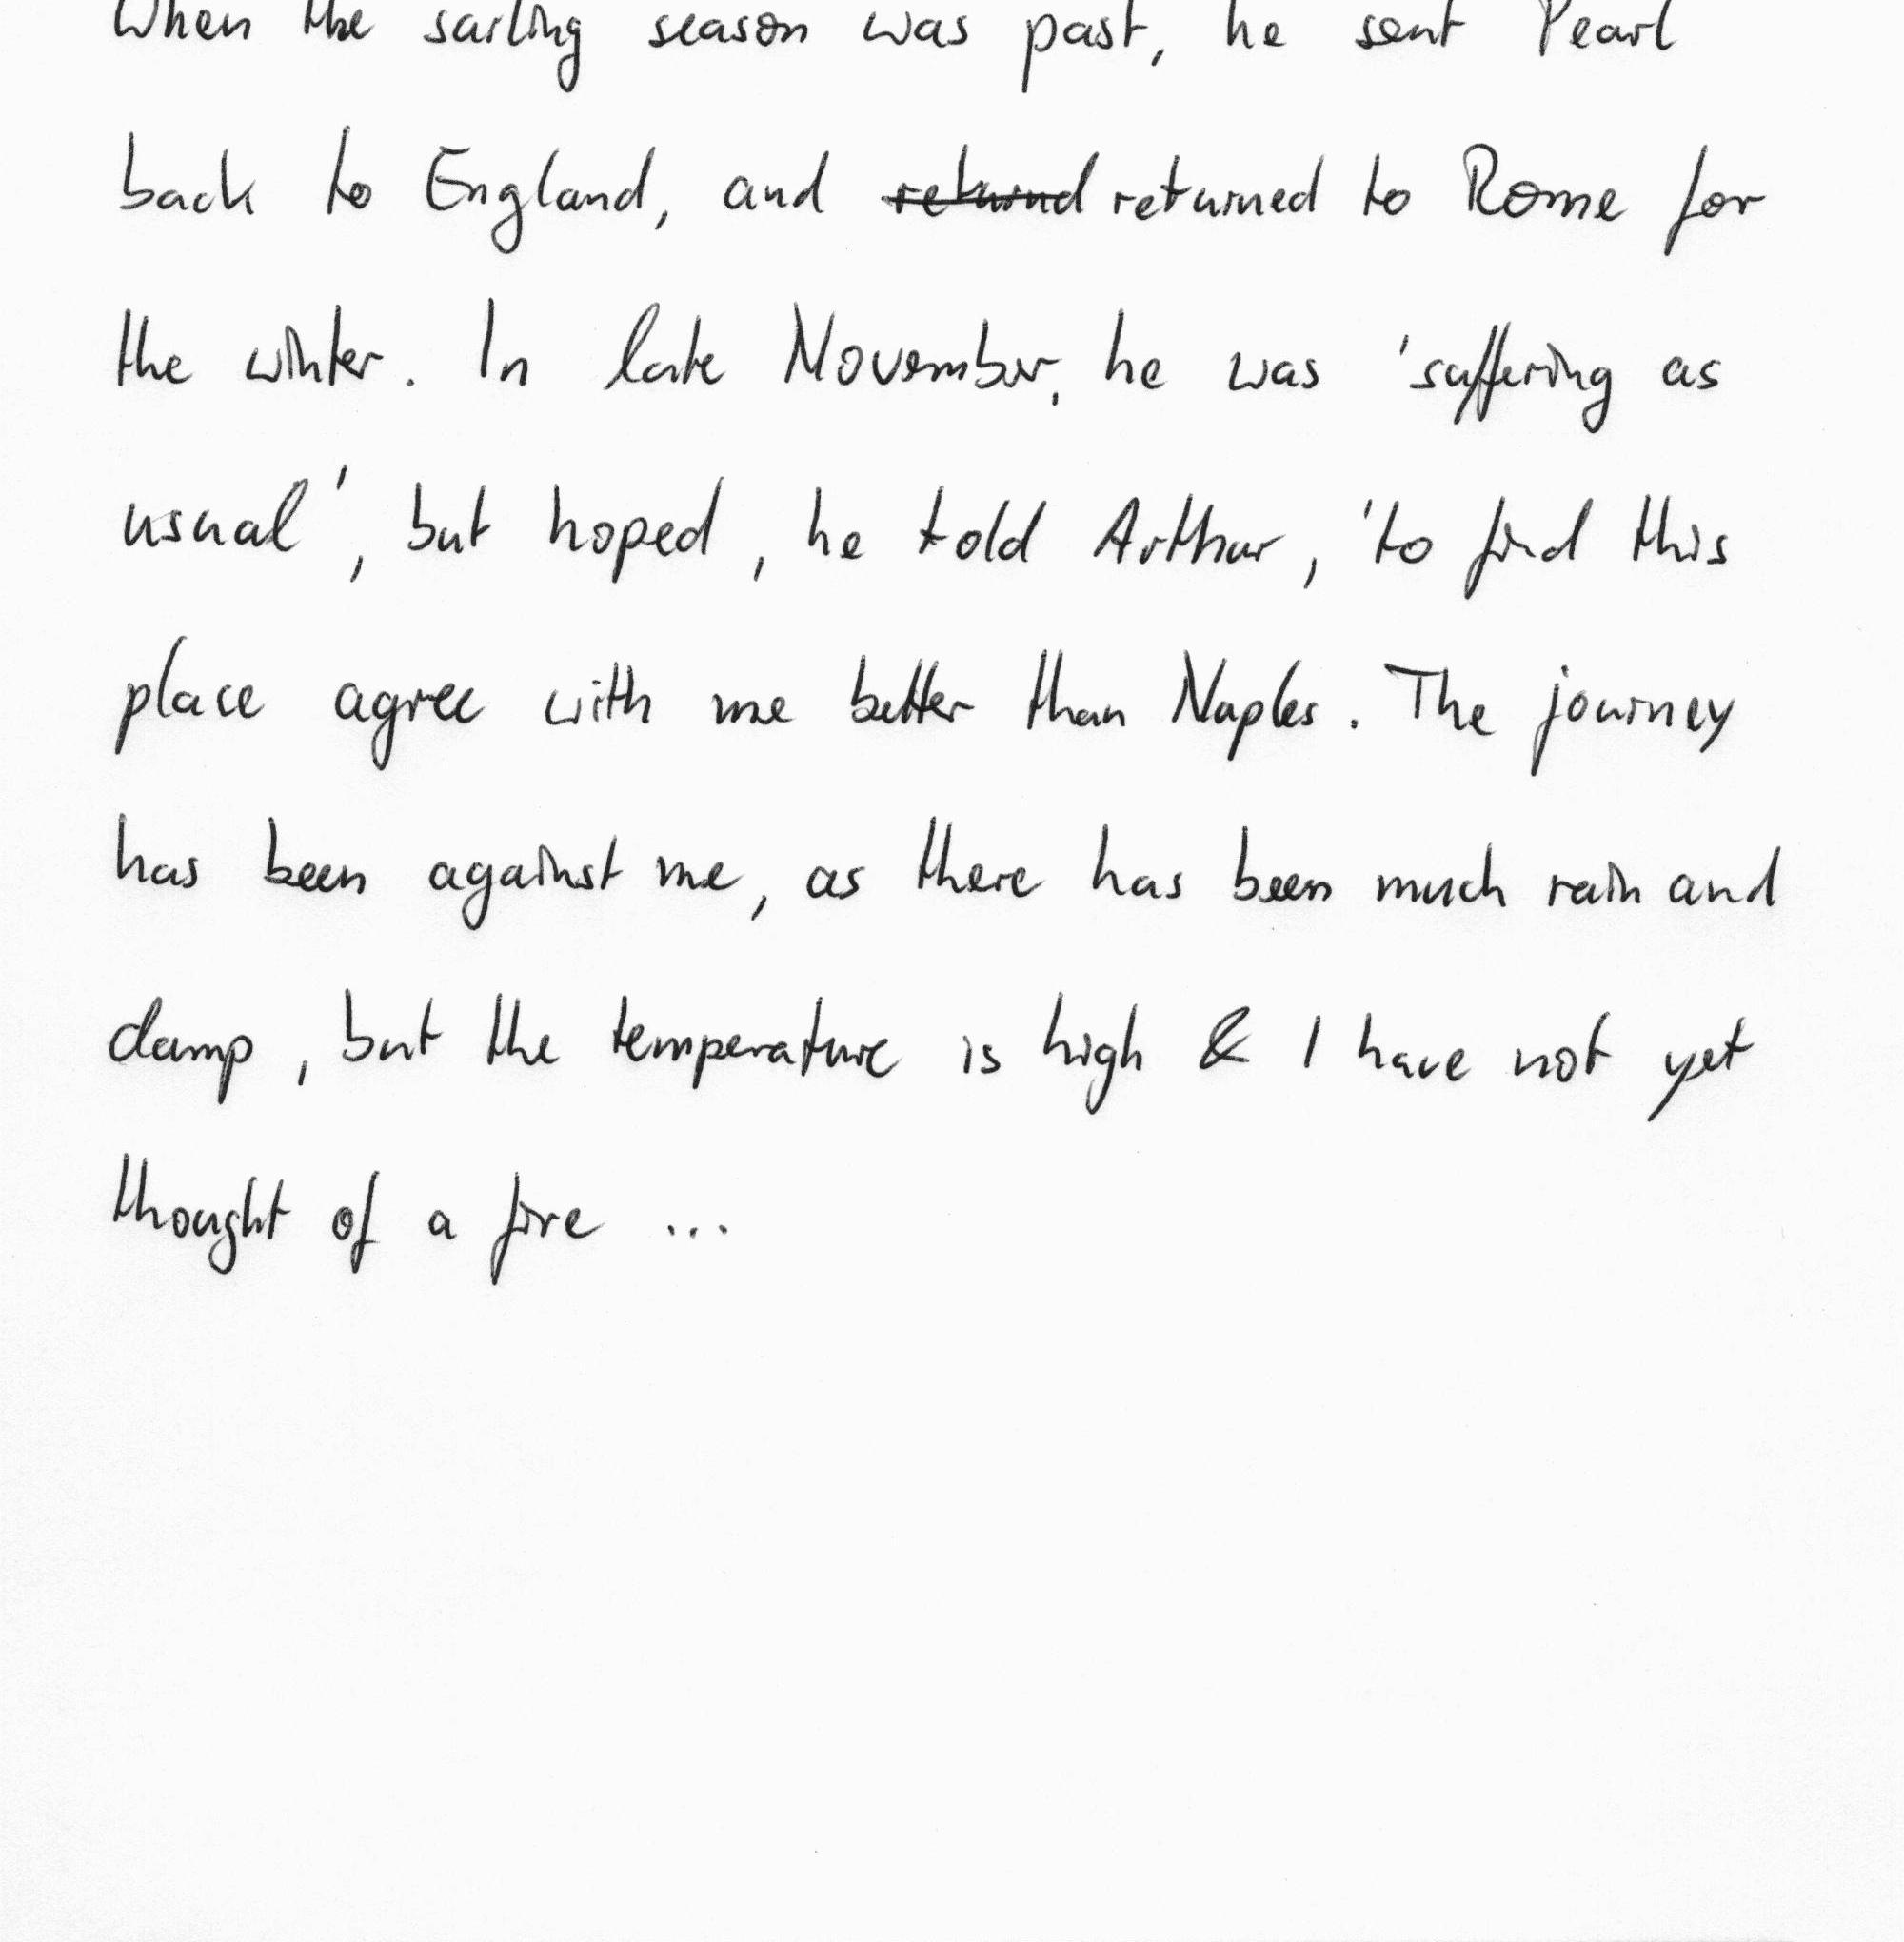 When the sailing season was past, he sent Pearl
back to England, and returnd returned to Rome for
the winter. In late November, he was 'suffering as
usual', but hoped, he told Arthur, 'to find this
place agree with me better than Naples. The journey
has been against me, as there has been much rain and
damp, but the temperature is high & I have not yet
thought of a fire ...